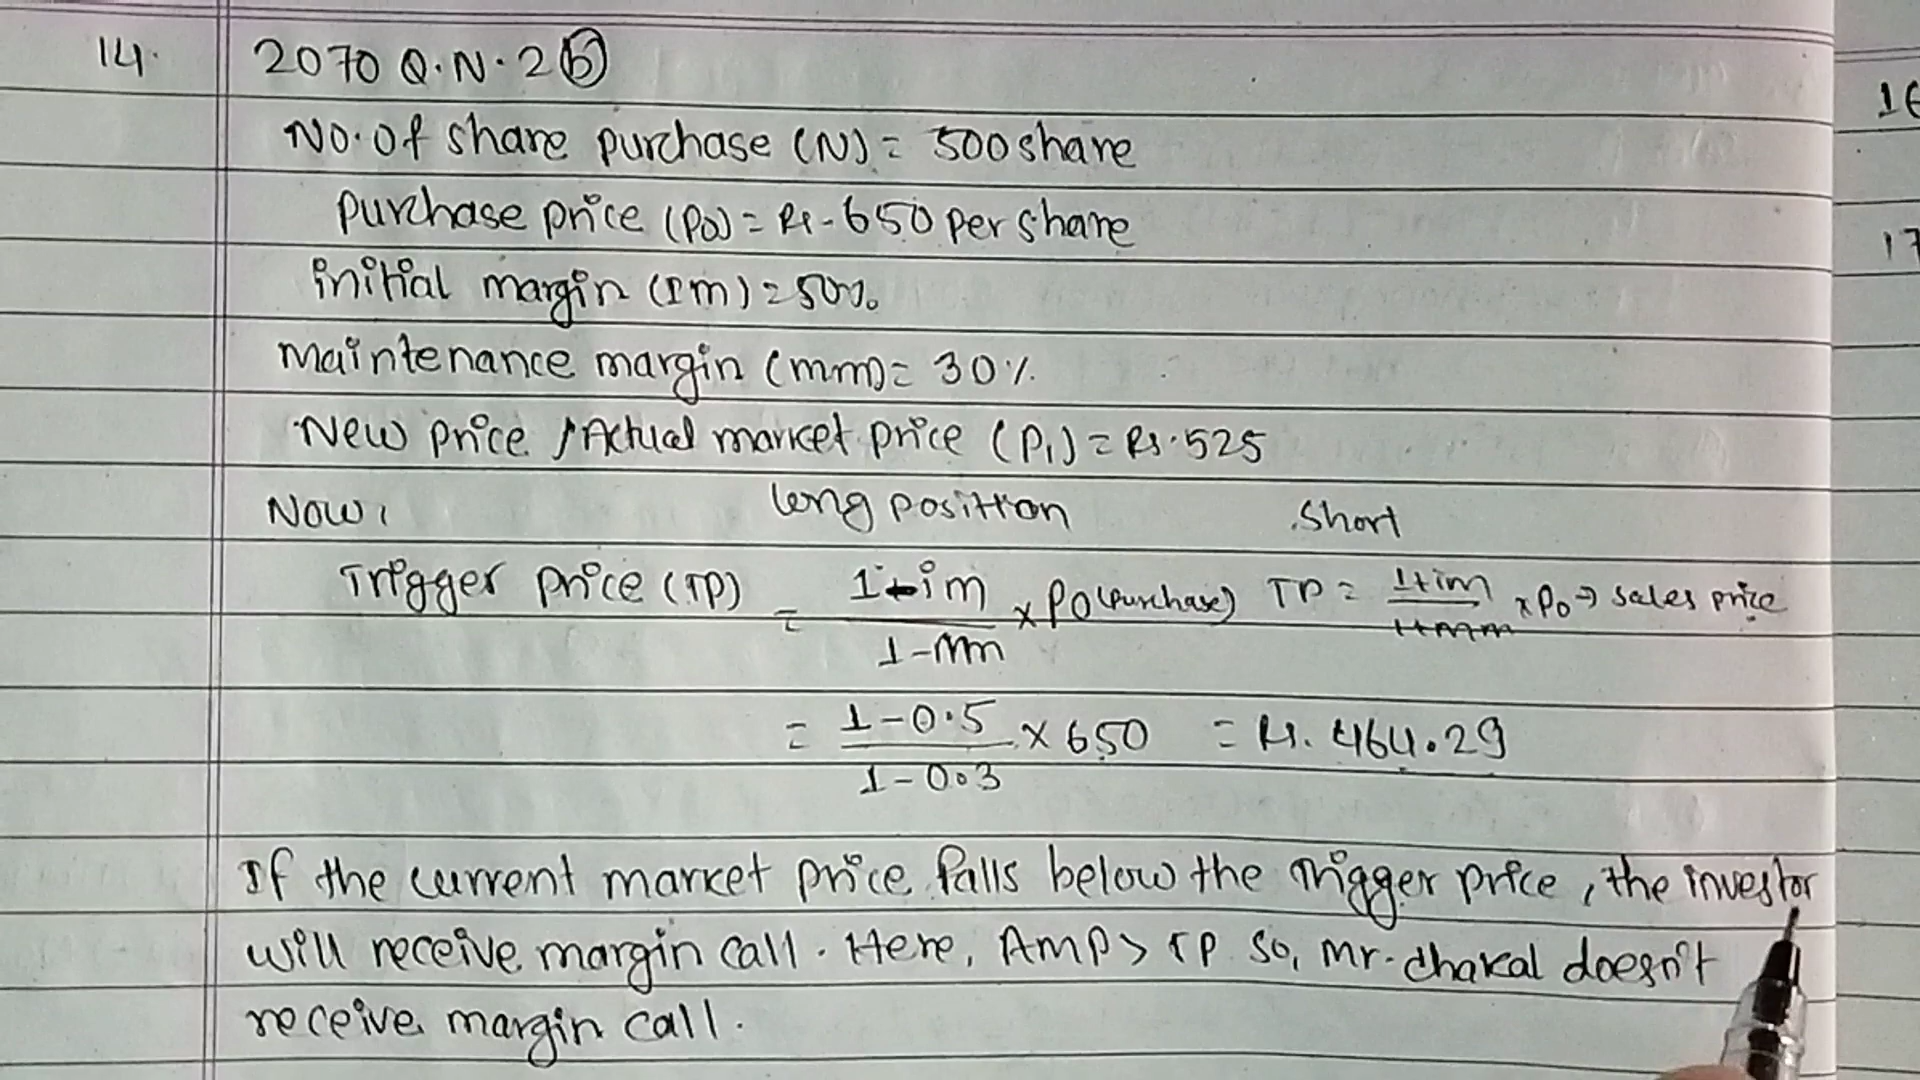 14. 2070 Q.N.2(b)
16
No. of share purchase (N) = 500 share
Purchase price (P0) = Rs. 650 per share
17
initial margin (Im) = 50%
Maintenance margin (mm) = 30%
New price / Actual market price (P1) = Rs. 525
Now, long position Short
Trigger price (TP) = 1-im / 1-mm × P0 (purchase) TP = 1+im / 1+mm × P0 → sales price
= 1-0.5 / 1-0.3 × 650 = Rs. 464.29
If the current market price falls below the Trigger price, the investor
will receive margin call. Here, AMP > TP So, Mr. dhakal doesn't
receive margin call.